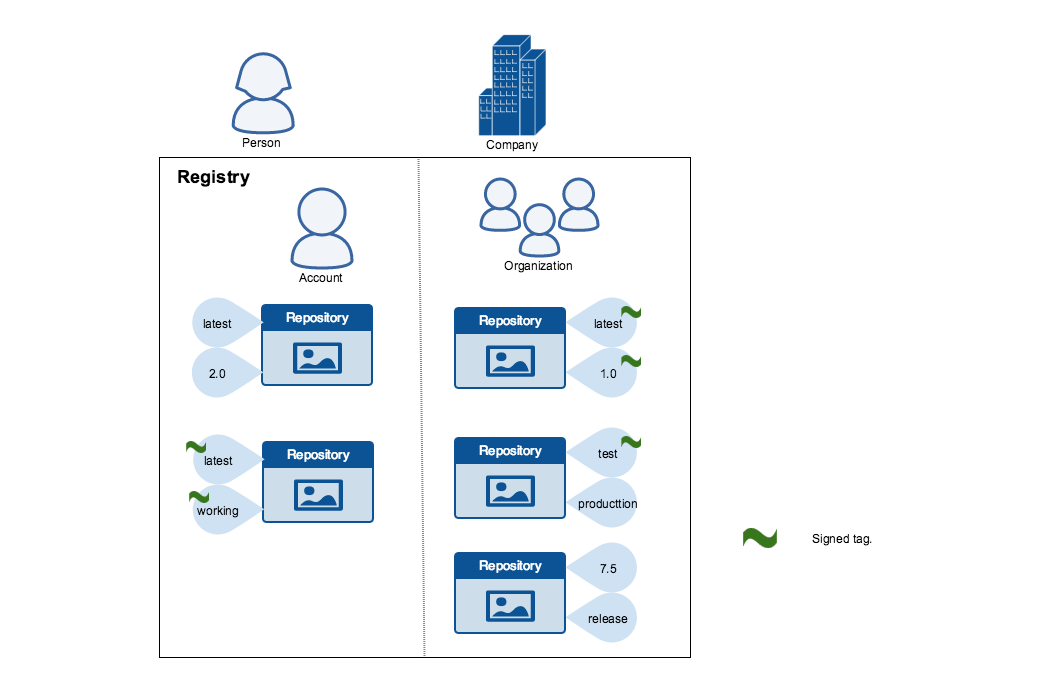 Person
Company
Registry
Account
Organization
latest
Repository
2.0
Repository
latest
1.0
latest
Repository
working
Repository
test
producttion
Signed tag.
Repository
7.5
release